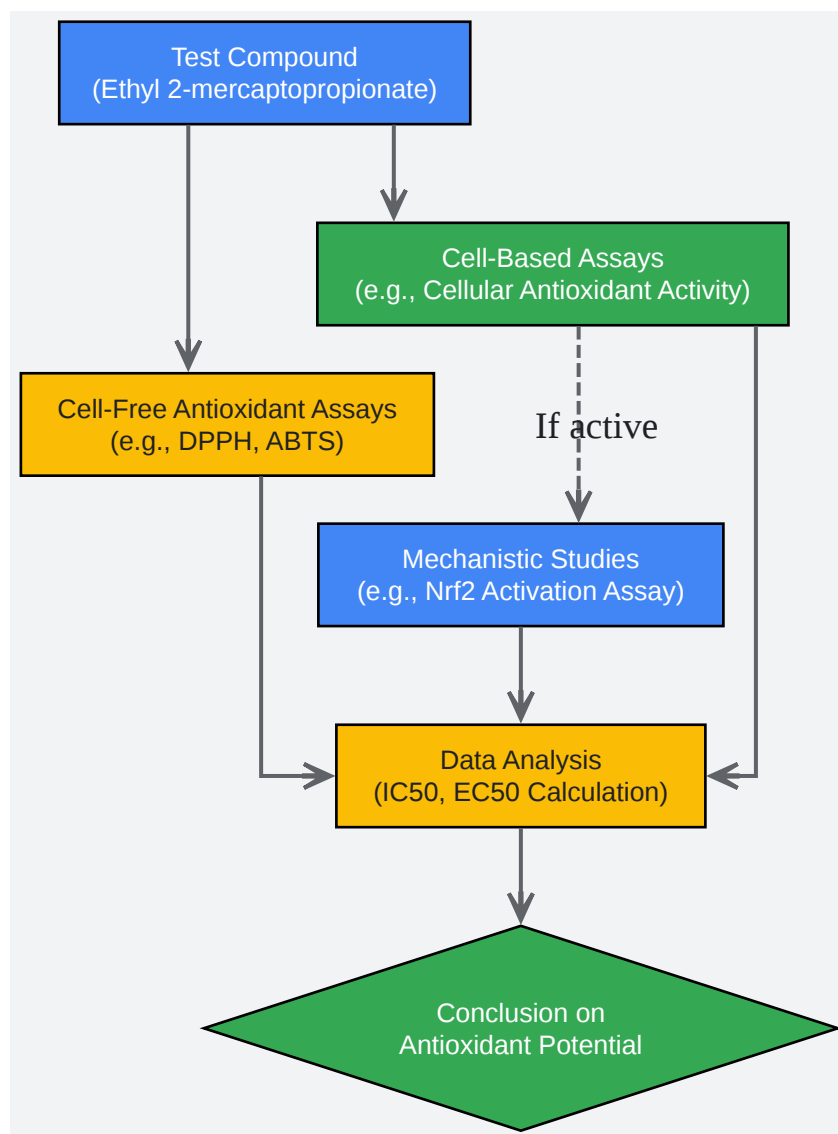 Test Compound
(Ethyl 2-mercaptopropionate)
Cell-Based Assays
(e.g., Cellular Antioxidant Activity)
Cell-Free Antioxidant Assays
(e.g., DPPH, ABTS)
If active
Mechanistic Studies
(e.g., Nrf2 Activation Assay)
Data Analysis
(IC50, EC50 Calculation)
Conclusion on
Antioxidant Potential